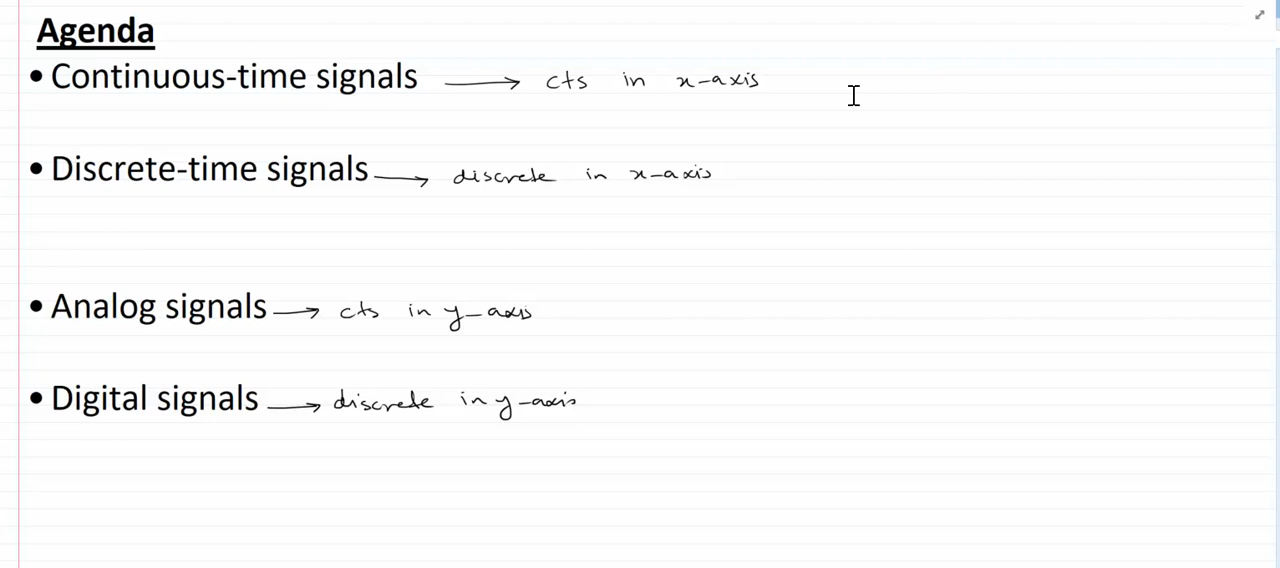 Agenda
• Continuous-time signals ⟶ cts in x-axis
• Discrete-time signals ⟶ discrete in x-axis
• Analog signals ⟶ cts in y-axis
• Digital signals ⟶ discrete in y-axis